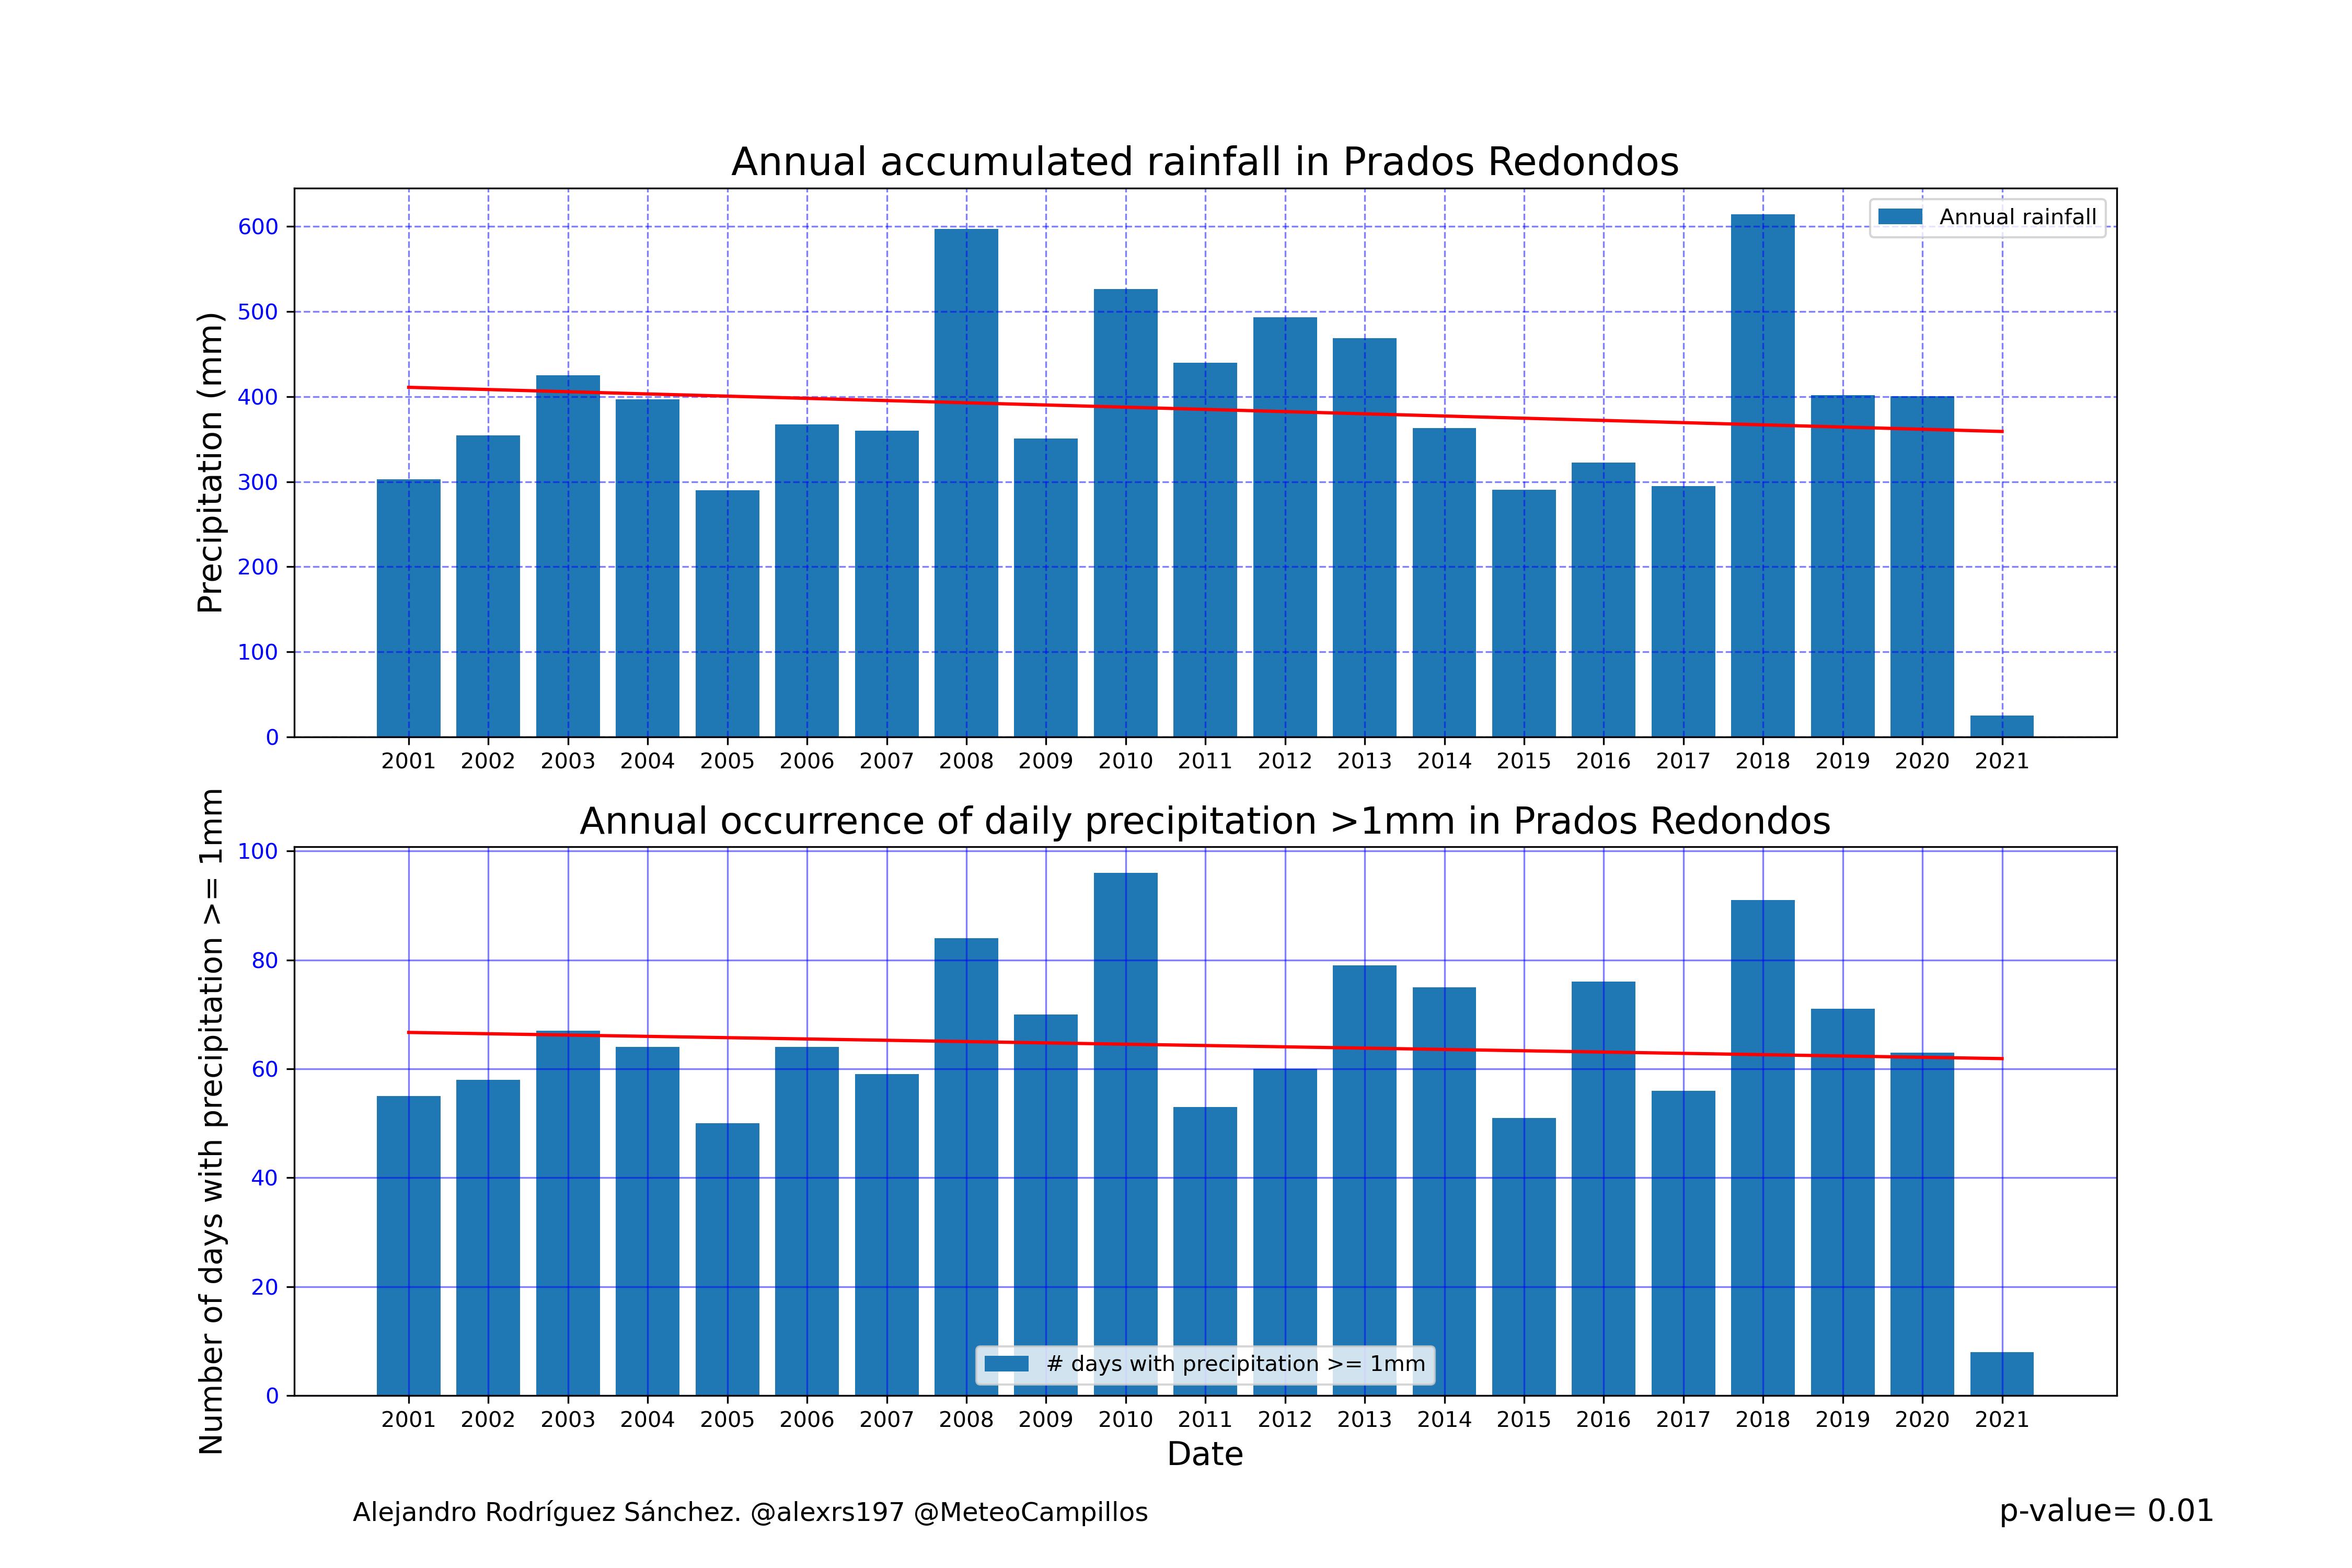 Annual accumulated rainfall in Prados Redondos
Precipitation (mm)
600
500
400
300
200
100
0
Annual rainfall
2001 2002 2003 2004 2005 2006 2007 2008 2009 2010 2011 2012 2013 2014 2015 2016 2017 2018 2019 2020 2021
Annual occurrence of daily precipitation >1mm in Prados Redondos
Number of days with precipitation >= 1mm
100
80
60
40
20
0
# days with precipitation >= 1mm
2001 2002 2003 2004 2005 2006 2007 2008 2009 2010 2011 2012 2013 2014 2015 2016 2017 2018 2019 2020 2021
Date
Alejandro Rodríguez Sánchez. @alexrs197 @MeteoCampillos
p-value= 0.01